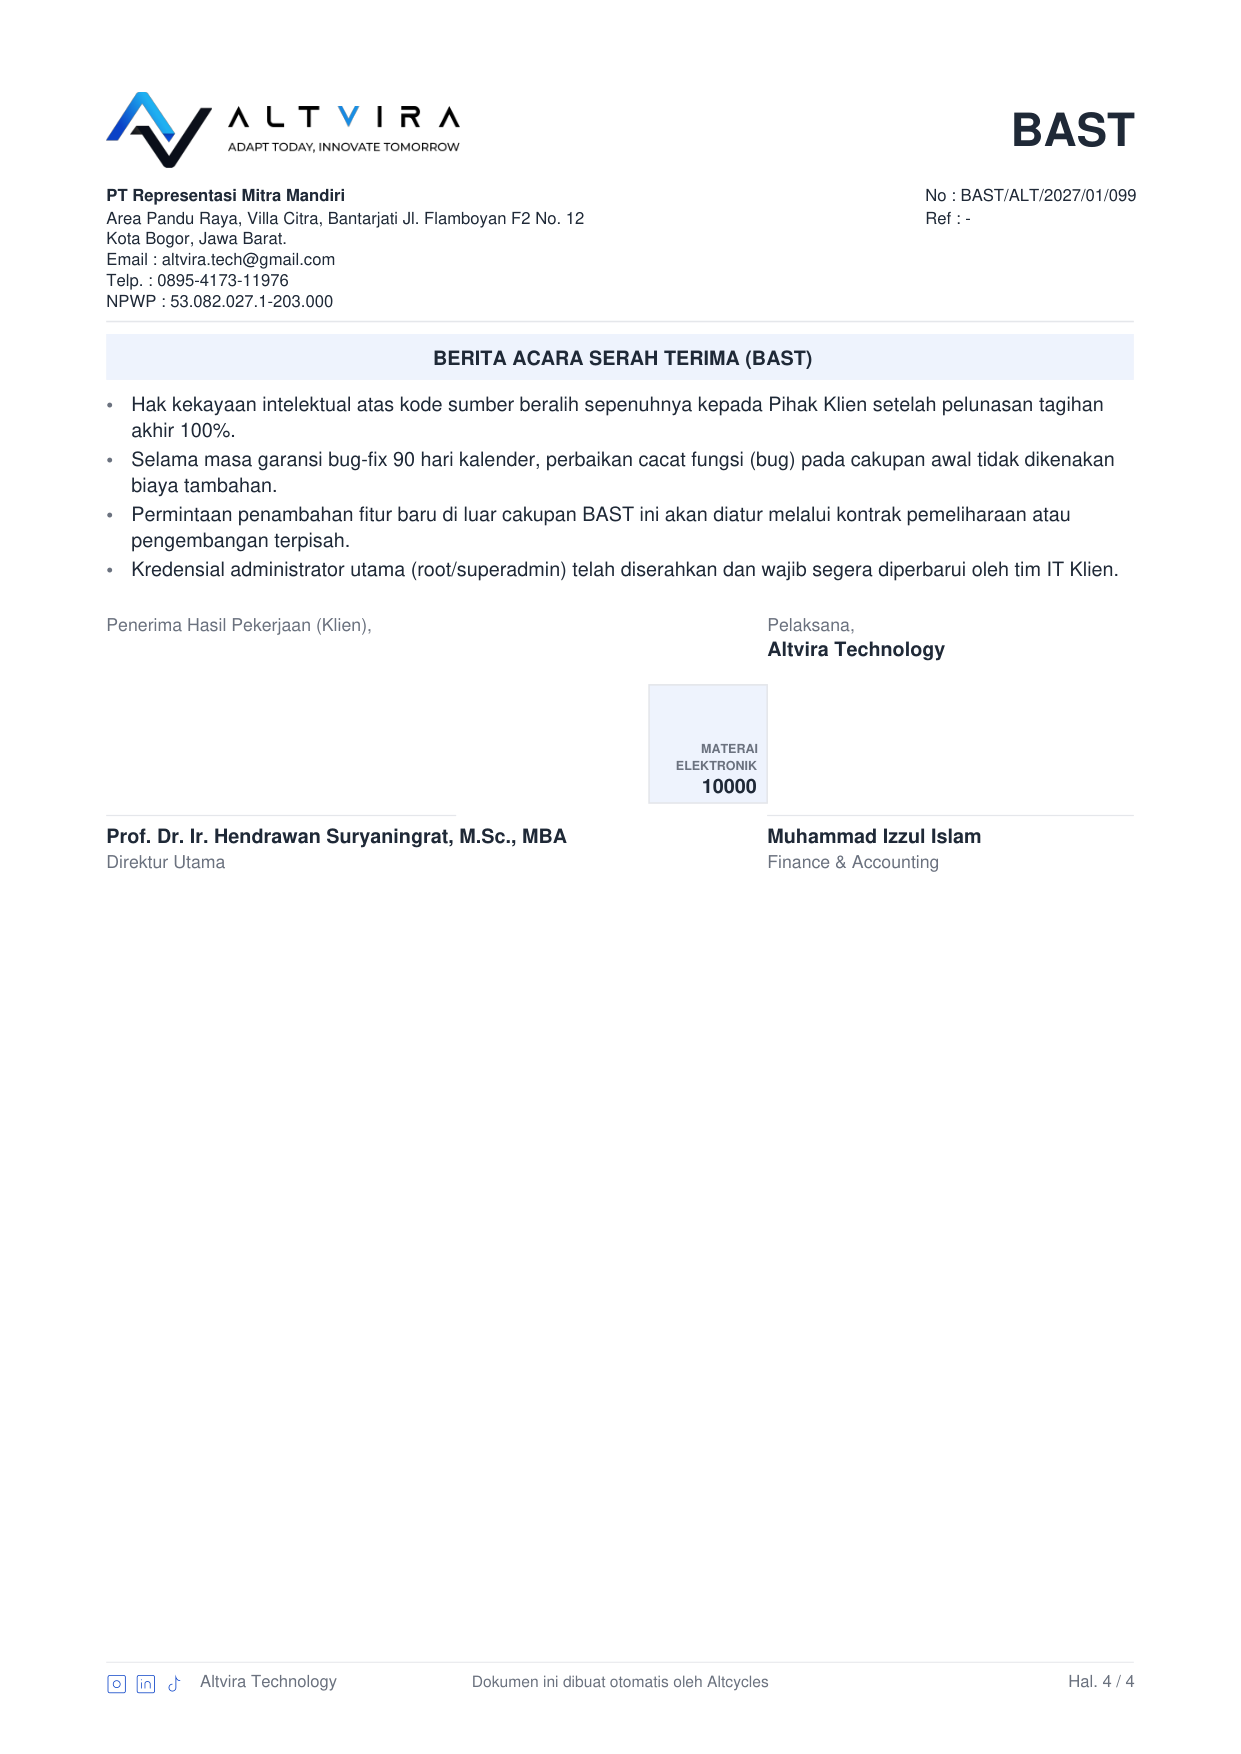 ALTVIRA
ADAPT TODAY, INNOVATE TOMORROW
BAST
PT Representasi Mitra Mandiri
Area Pandu Raya, Villa Citra, Bantarjati Jl. Flamboyan F2 No. 12
Kota Bogor, Jawa Barat.
Email : altvira.tech@gmail.com
Telp. : 0895-4173-11976
NPWP : 53.082.027.1-203.000
No : BAST/ALT/2027/01/099
Ref : -
BERITA ACARA SERAH TERIMA (BAST)
• Hak kekayaan intelektual atas kode sumber beralih sepenuhnya kepada Pihak Klien setelah pelunasan tagihan
akhir 100%.
• Selama masa garansi bug-fix 90 hari kalender, perbaikan cacat fungsi (bug) pada cakupan awal tidak dikenakan
biaya tambahan.
• Permintaan penambahan fitur baru di luar cakupan BAST ini akan diatur melalui kontrak pemeliharaan atau
pengembangan terpisah.
• Kredensial administrator utama (root/superadmin) telah diserahkan dan wajib segera diperbarui oleh tim IT Klien.
Penerima Hasil Pekerjaan (Klien),
Pelaksana,
Altvira Technology
MATERAI
ELEKTRONIK
10000
Prof. Dr. Ir. Hendrawan Suryaningrat, M.Sc., MBA
Direktur Utama
Muhammad Izzul Islam
Finance & Accounting
Altvira Technology
Dokumen ini dibuat otomatis oleh Altcycles
Hal. 4 / 4